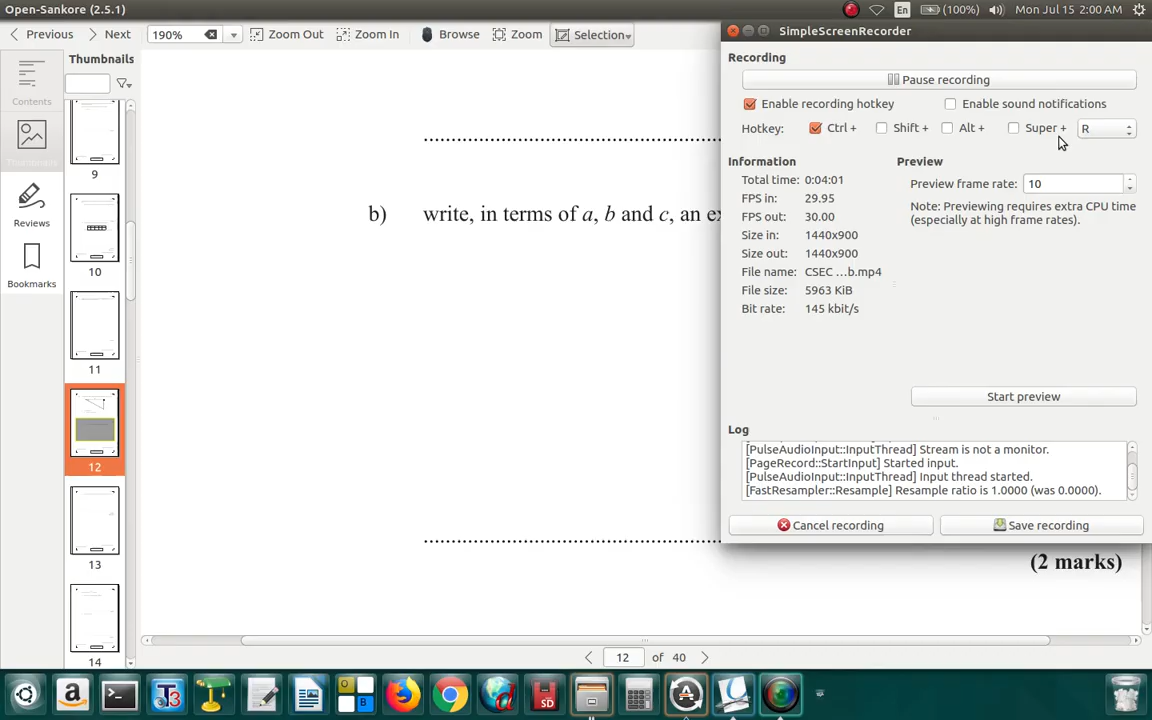 Open-Sankore (2.5.1)
En
(100%)
Mon Jul 15 2:00 AM
Previous
Next
190%
Zoom Out
Zoom In
Browse
Zoom
Selection
Contents
Thumbnails
Reviews
Bookmarks
Thumbnails
9
10
11
12
13
14
b) write, in terms of a, b and c, an ex
(2 marks)
12 of 40
SimpleScreenRecorder
Recording
Pause recording
Enable recording hotkey
Enable sound notifications
Hotkey: Ctrl + Shift + Alt + Super + R
Information
Total time: 0:04:01
FPS in: 29.95
FPS out: 30.00
Size in: 1440x900
Size out: 1440x900
File name: CSEC ...b.mp4
File size: 5963 KiB
Bit rate: 145 kbit/s
Preview
Preview frame rate: 10
Note: Previewing requires extra CPU time
(especially at high frame rates).
Start preview
Log
[PulseAudioInput::InputThread] Stream is not a monitor.
[PageRecord::StartInput] Started input.
[PulseAudioInput::InputThread] Input thread started.
[FastResampler::Resample] Resample ratio is 1.0000 (was 0.0000).
Cancel recording
Save recording
SD